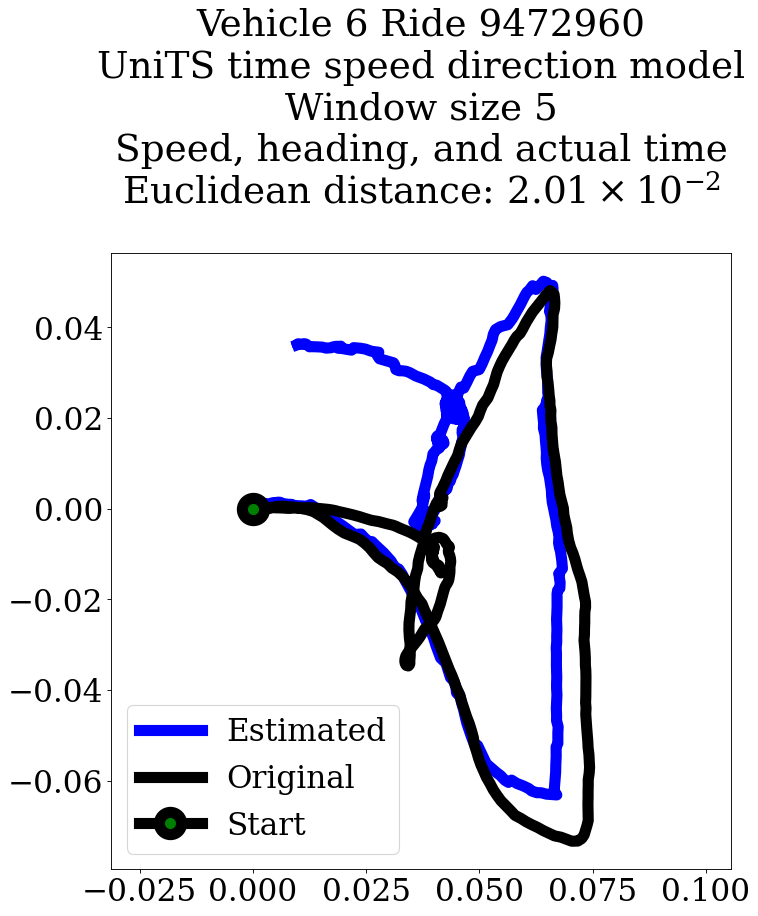 Vehicle 6 Ride 9472960
UniTS time speed direction model
Window size 5
Speed, heading, and actual time
Euclidean distance: 2.01 × 10⁻²
0.04
0.02
0.00
−0.02
−0.04
−0.06
Estimated
Original
Start
−0.025 0.000 0.025 0.050 0.075 0.100